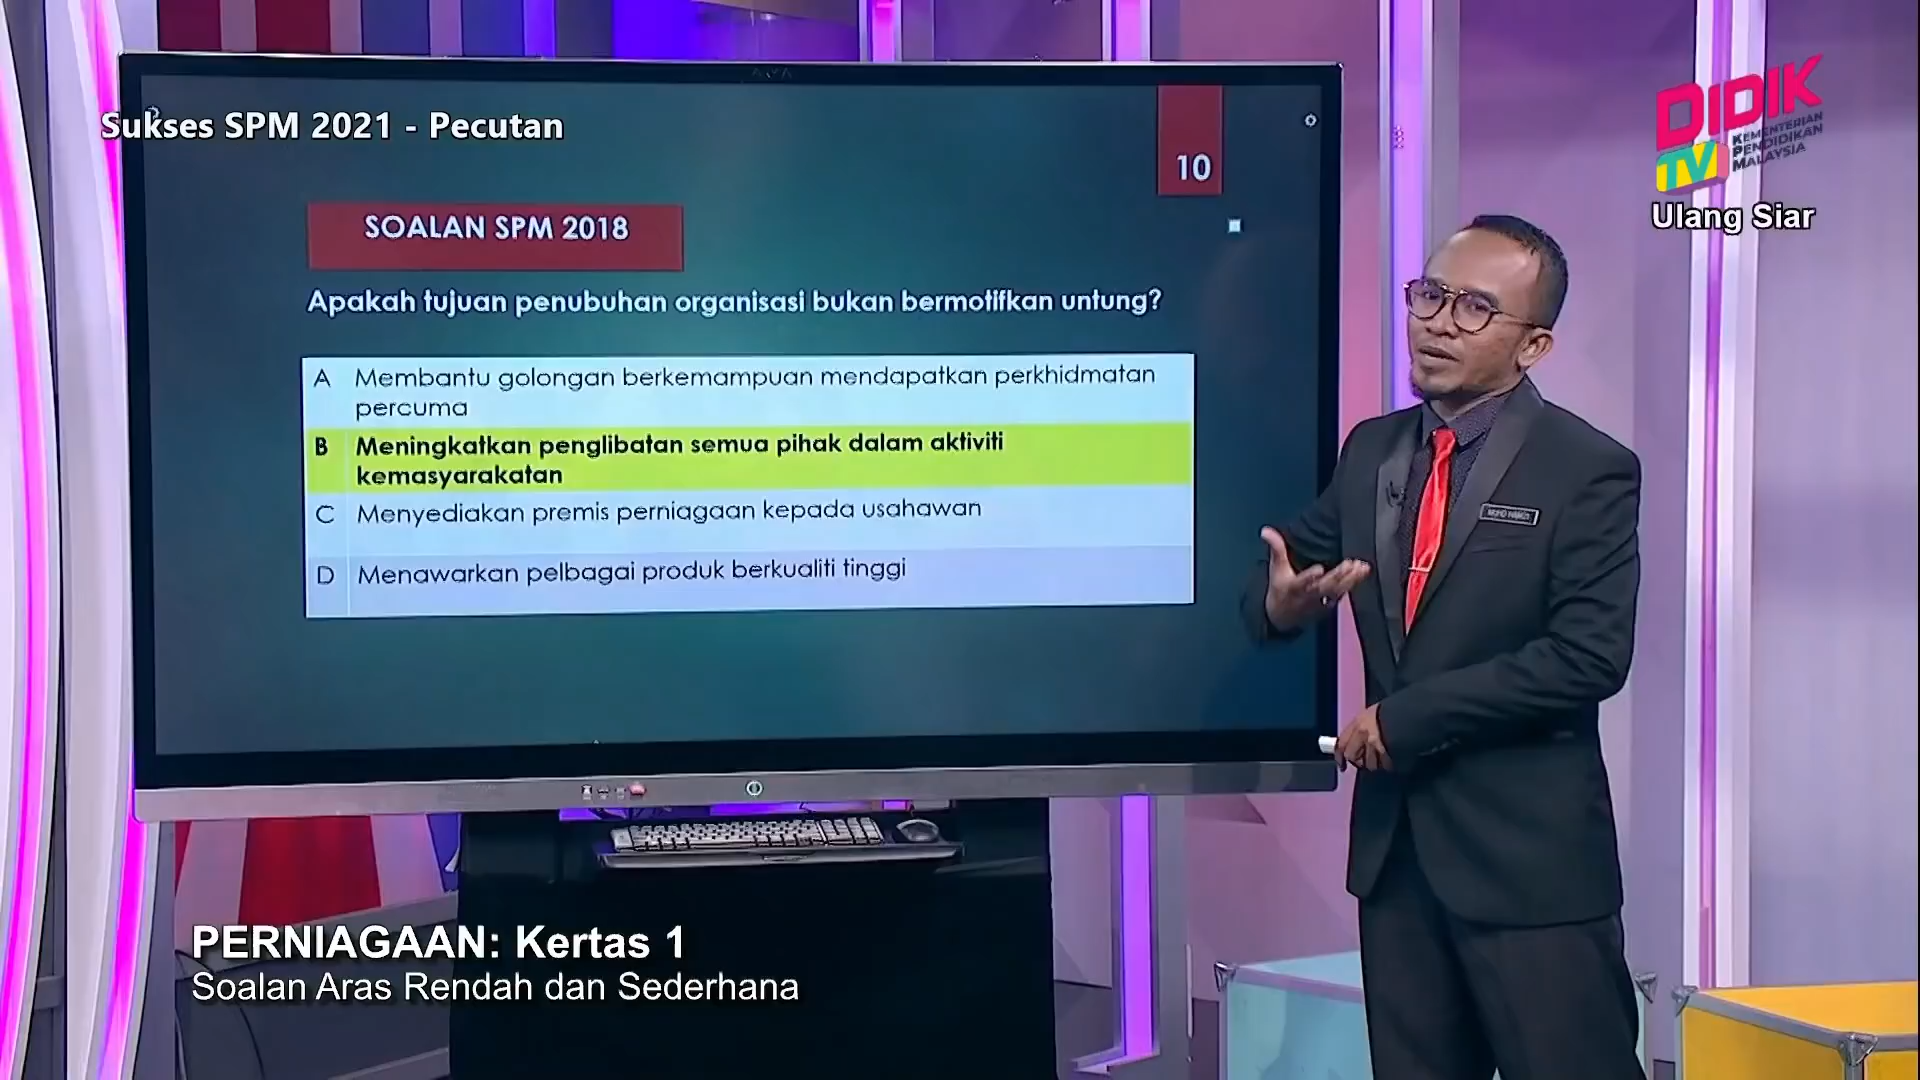 Sukses SPM 2021 - Pecutan
DIDIK
TV
KEMENTERIAN
PENDIDIKAN
MALAYSIA
Ulang Siar
10
SOALAN SPM 2018
Apakah tujuan penubuhan organisasi bukan bermotifkan untung?
A Membantu golongan berkemampuan mendapatkan perkhidmatan
percuma
B Meningkatkan penglibatan semua pihak dalam aktiviti
kemasyarakatan
C Menyediakan premis perniagaan kepada usahawan
D Menawarkan pelbagai produk berkualiti tinggi
PERNIAGAAN: Kertas 1
Soalan Aras Rendah dan Sederhana